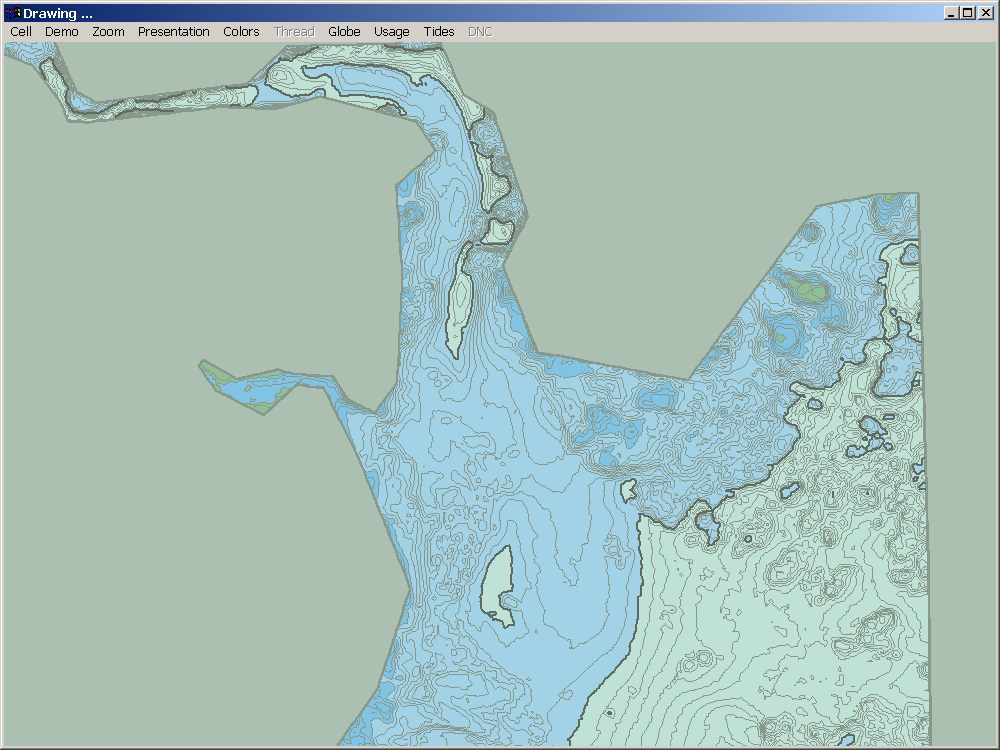 Drawing ...
Cell Demo Zoom Presentation Colors Thread Globe Usage Tides DNC